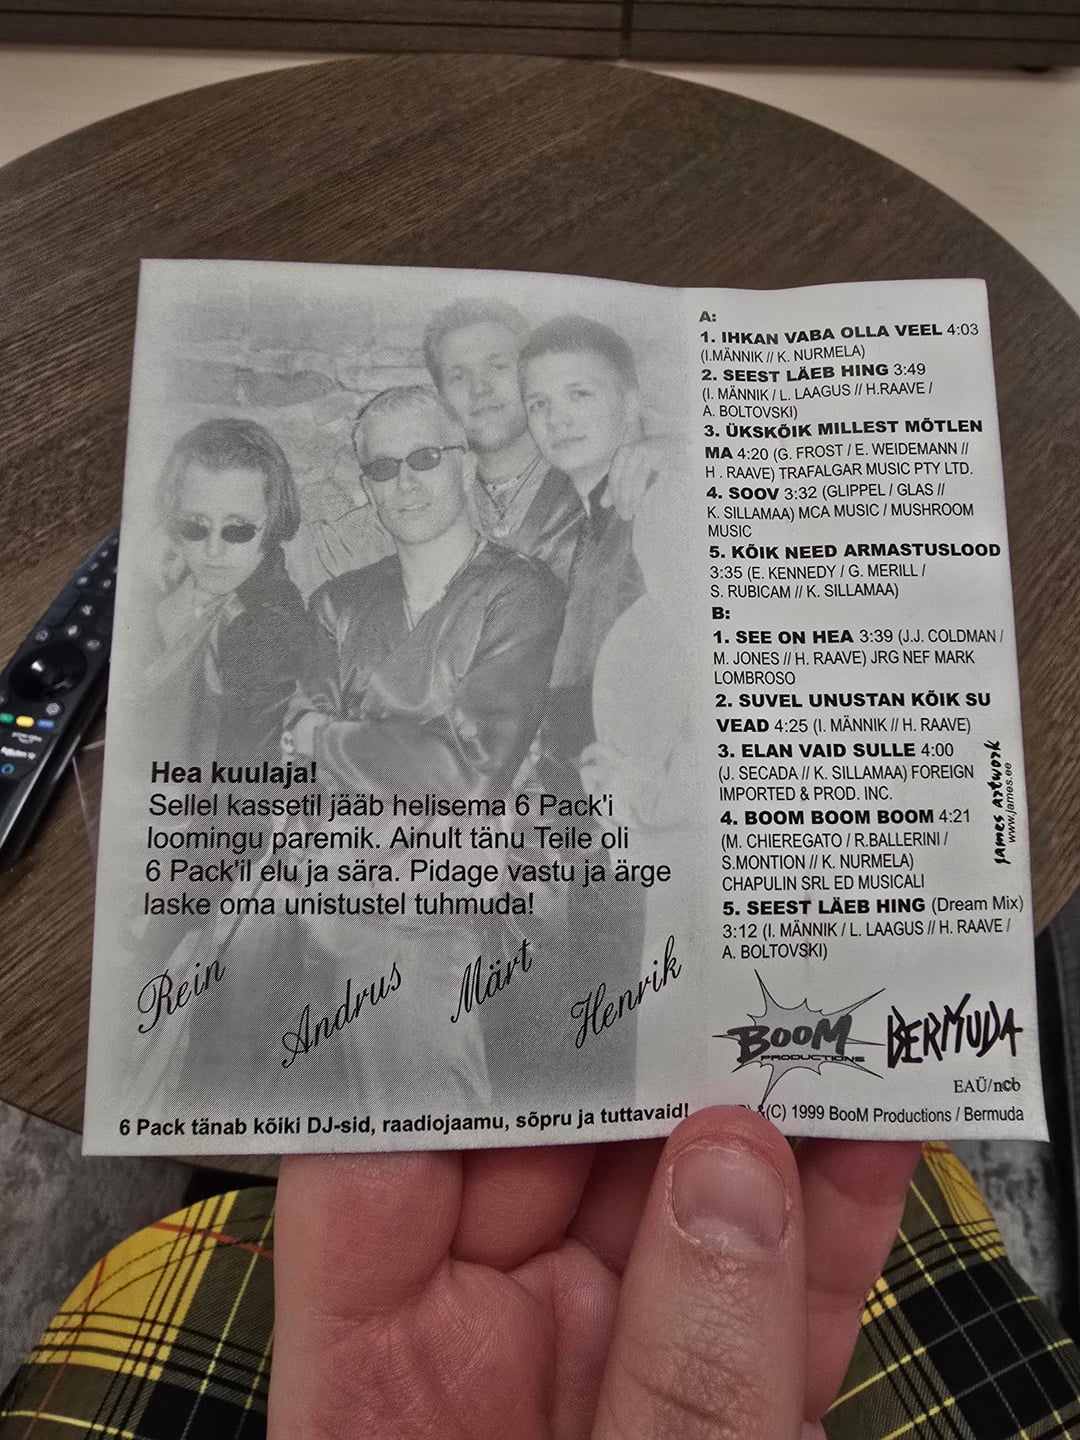 Hea kuulaja!
Sellel kassetil jääb helisema 6 Pack'i
loomingu paremik. Ainult tänu Teile oli
6 Pack'il elu ja sära. Pidage vastu ja ärge
laske oma unistustel tuhmuda!
Rein
Andrus
Märt
Henrik
6 Pack tänab kõiki DJ-sid, raadiojaamu, sõpru ja tuttavaid!
A:
1. IHKAN VABA OLLA VEEL 4:03
(I.MÄNNIK // K. NURMELA)
2. SEEST LÄEB HING 3:49
(I. MÄNNIK / L. LAAGUS // H.RAAVE /
A. BOLTOVSKI)
3. ÜKSKÕIK MILLEST MÕTLEN
MA 4:20 (G. FROST / E. WEIDEMANN //
H . RAAVE) TRAFALGAR MUSIC PTY LTD.
4. SOOV 3:32 (GLIPPEL / GLAS //
K. SILLAMAA) MCA MUSIC / MUSHROOM
MUSIC
5. KÕIK NEED ARMASTUSLOOD
3:35 (E. KENNEDY / G. MERILL /
S. RUBICAM // K. SILLAMAA)
B:
1. SEE ON HEA 3:39 (J.J. COLDMAN /
M. JONES // H. RAAVE) JRG NEF MARK
LOMBROSO
2. SUVEL UNUSTAN KÕIK SU
VEAD 4:25 (I. MÄNNIK // H. RAAVE)
3. ELAN VAID SULLE 4:00
(J. SECADA // K. SILLAMAA) FOREIGN
IMPORTED & PROD. INC.
4. BOOM BOOM BOOM 4:21
(M. CHIEREGATO / R.BALLERINI /
S.MONTION // K. NURMELA)
CHAPULIN SRL ED MUSICALI
5. SEEST LÄEB HING (Dream Mix)
3:12 (I. MÄNNIK / L. LAAGUS // H. RAAVE /
A. BOLTOVSKI)
james artwork
www.james.ee
BOOM
PRODUCTIONS
BERMUDA
EAÜ/n©b
&(C) 1999 BooM Productions / Bermuda